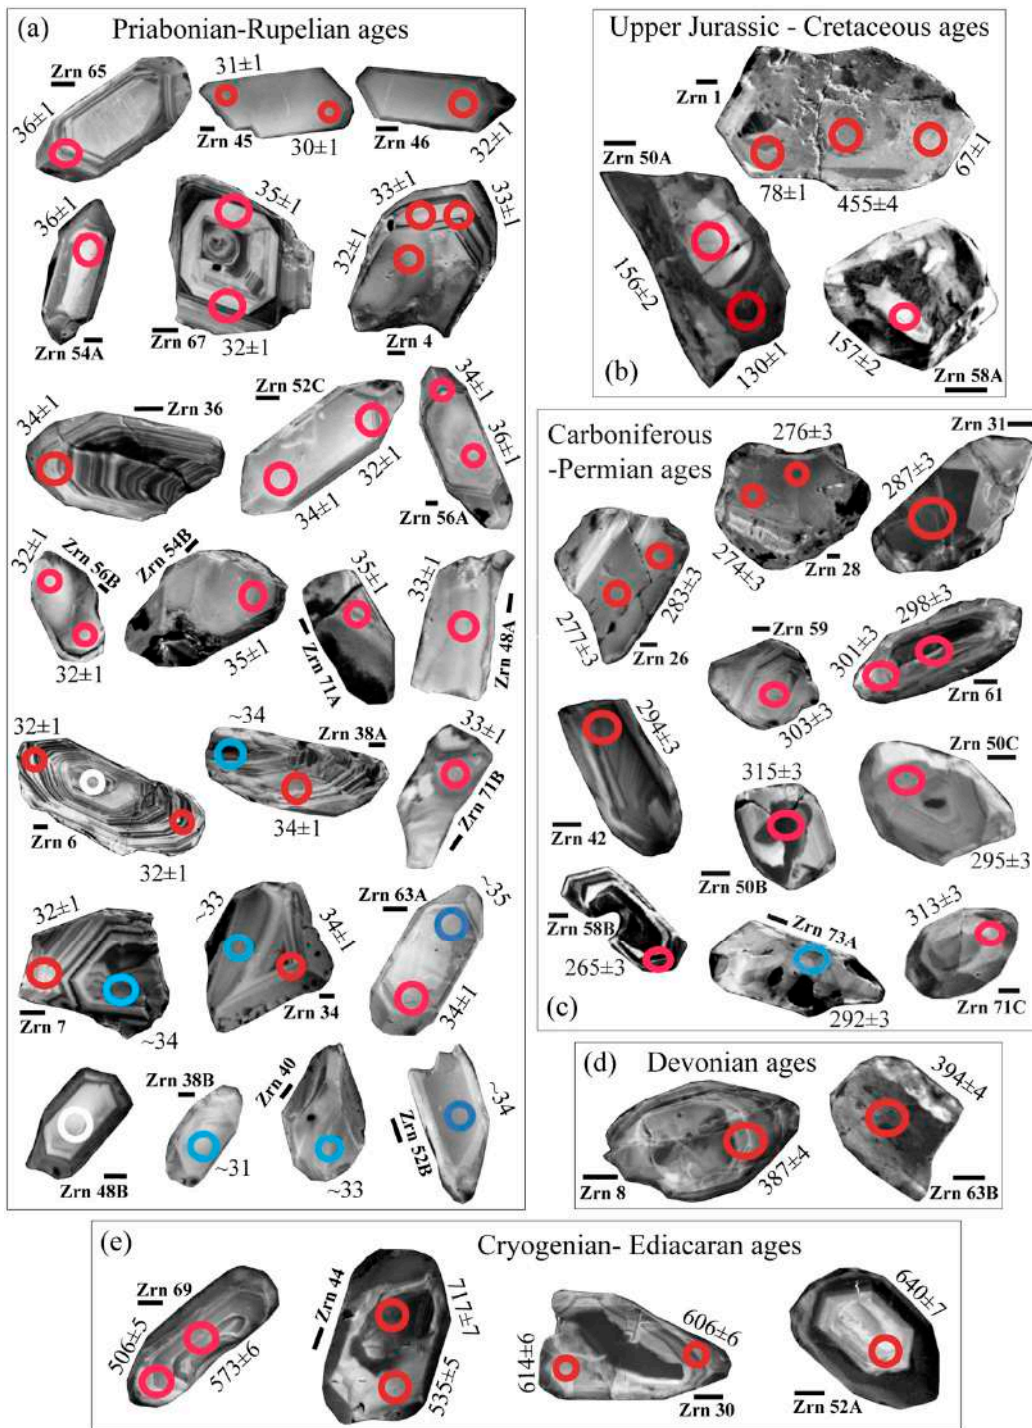 (a)
Priabonian-Rupelian ages
Zrn 65
36±1
31±1
Zrn 45
30±1
Zrn 46
32±1
36±1
Zrn 54A
35±1
Zrn 67
32±1
33±1
33±1
32±1
Zrn 4
34±1
Zrn 36
Zrn 52C
32±1
34±1
34±1
36±1
Zrn 56A
32±1
Zrn 56B
32±1
Zrn 54B
35±1
35±1
Zrn 71A
33±1
Zrn 48A
32±1
Zrn 6
32±1
~34
Zrn 38A
34±1
33±1
Zrn 71B
32±1
Zrn 7
~34
~33
34±1
Zrn 34
Zrn 63A
~35
34±1
Zrn 48B
Zrn 38B
~31
Zrn 40
~33
Zrn 52B
~34
Upper Jurassic - Cretaceous ages
Zrn 1
78±1
455±4
67±1
Zrn 50A
156±2
130±1
157±2
Zrn 58A
(b)
Carboniferous
-Permian ages
276±3
274±3
Zrn 28
Zrn 31
287±3
277±3
283±3
Zrn 26
Zrn 59
303±3
298±3
301±3
Zrn 61
294±3
Zrn 42
315±3
Zrn 50B
Zrn 50C
295±3
Zrn 58B
265±3
Zrn 73A
292±3
313±3
Zrn 71C
(c)
(d)
Devonian ages
Zrn 8
387±4
394±4
Zrn 63B
(e)
Cryogenian- Ediacaran ages
Zrn 69
506±5
573±6
Zrn 44
717±7
535±5
614±6
606±6
Zrn 30
640±7
Zrn 52A